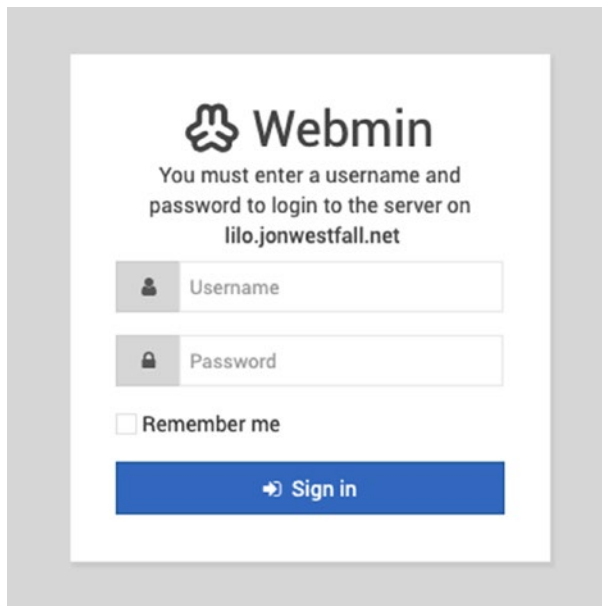 Webmin
You must enter a username and
password to login to the server on
lilo.jonwestfall.net
Username
Password
Remember me
Sign in